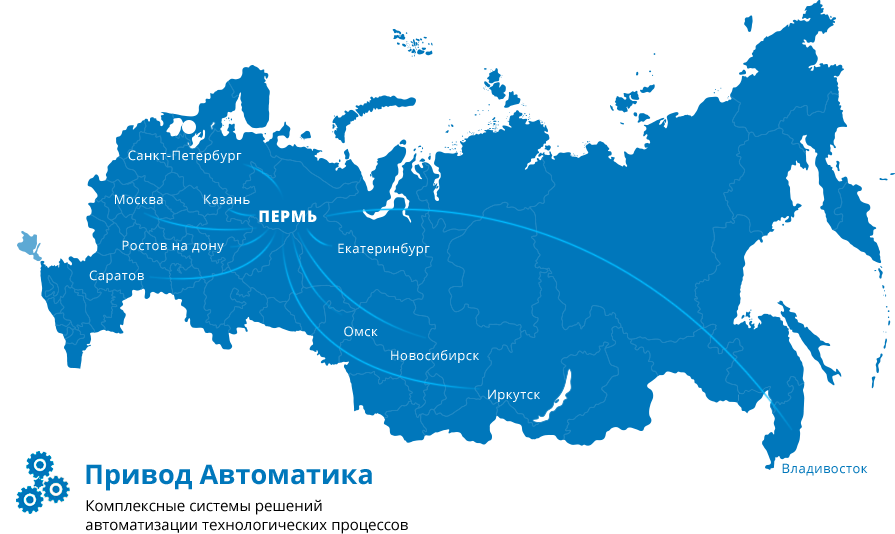 Санкт-Петербург
Москва
Казань
ПЕРМЬ
Ростов на дону
Екатеринбург
Саратов
Омск
Новосибирск
Иркутск
Владивосток
Привод Автоматика
Комплексные системы решений
автоматизации технологических процессов